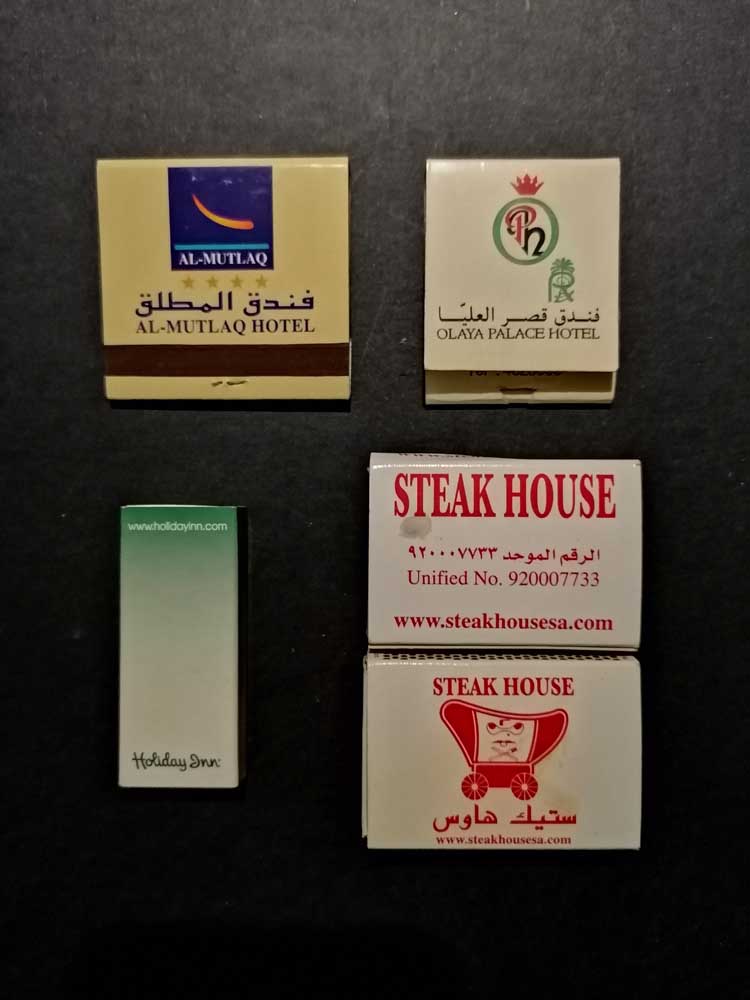 AL-MUTLAQ
فندق المطلق
AL-MUTLAQ HOTEL
فندق قصر العليّا
OLAYA PALACE HOTEL
www.holidayinn.com
Holiday Inn
STEAK HOUSE
الرقم الموحد ٩٢٠٠٠٧٧٣٣
Unified No. 920007733
www.steakhousesa.com
STEAK HOUSE
ستيك هاوس
www.steakhousesa.com